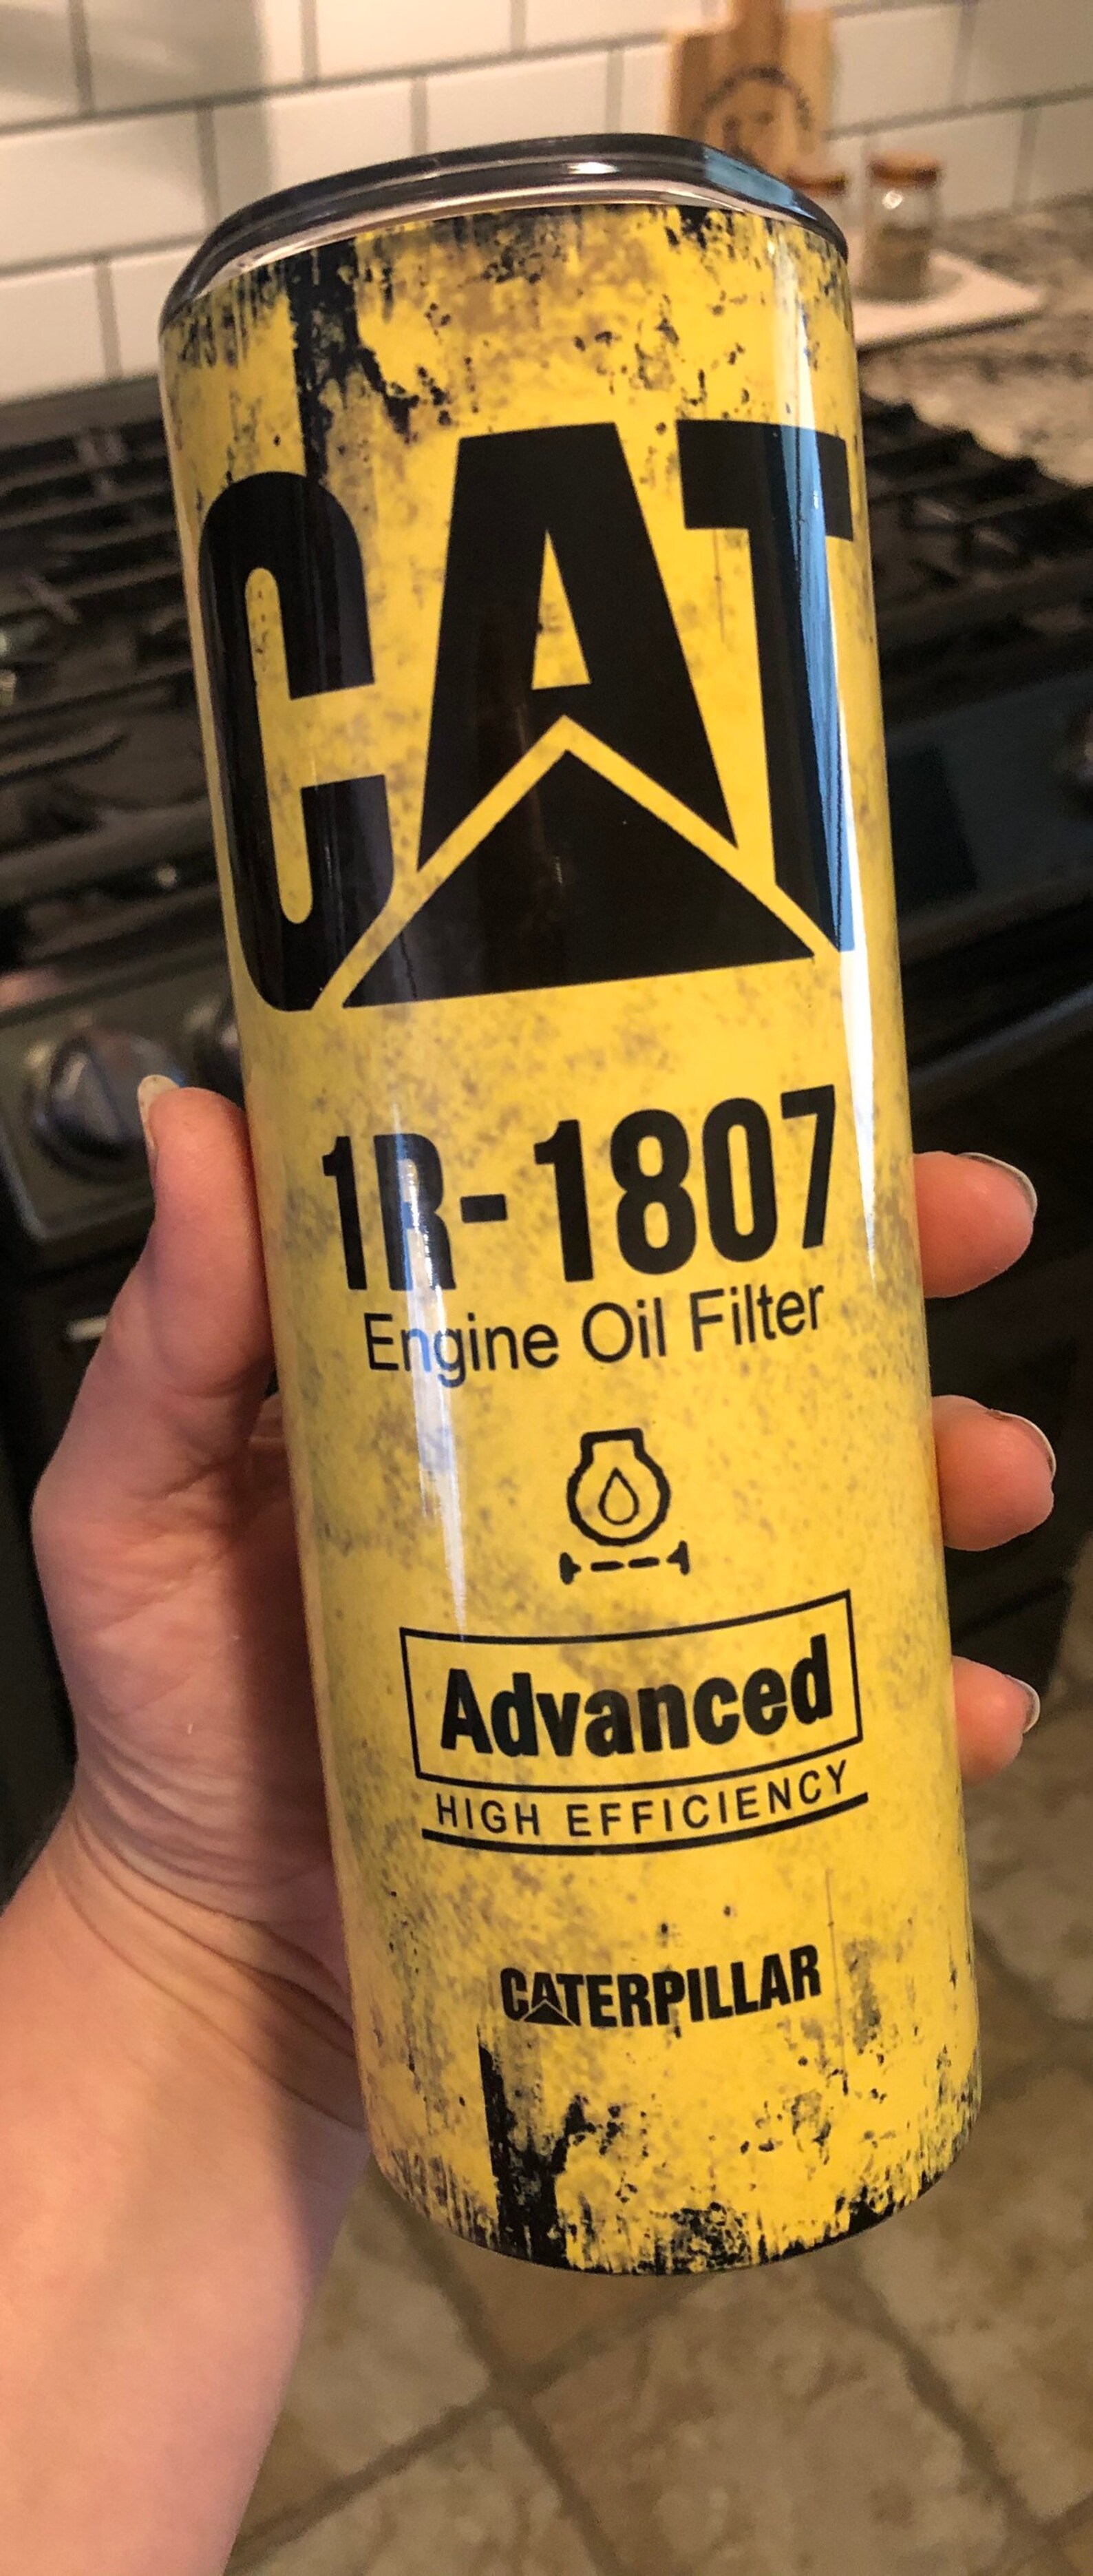 CAT
1R-1807
Engine Oil Filter
Advanced
HIGH EFFICIENCY
CATERPILLAR